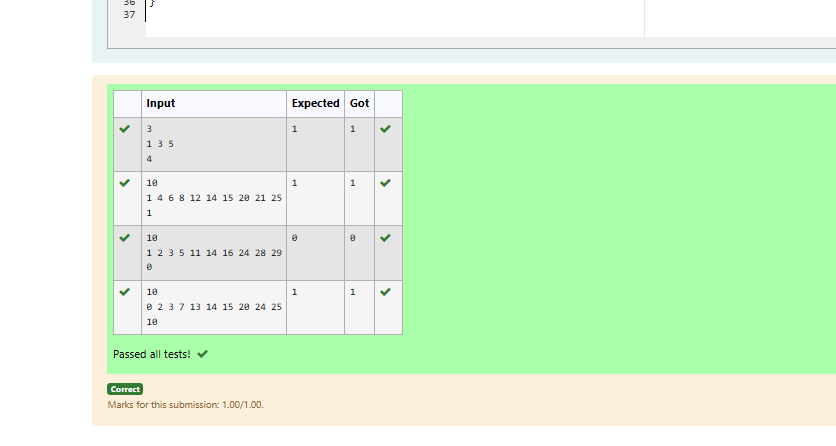 36 }
37
Input Expected Got
3 1 1
1 3 5
4
10 1 1
1 4 6 8 12 14 15 20 21 25
1
10 0 0
1 2 3 5 11 14 16 24 28 29
0
10 1 1
0 2 3 7 13 14 15 20 24 25
10
Passed all tests!
Correct
Marks for this submission: 1.00/1.00.